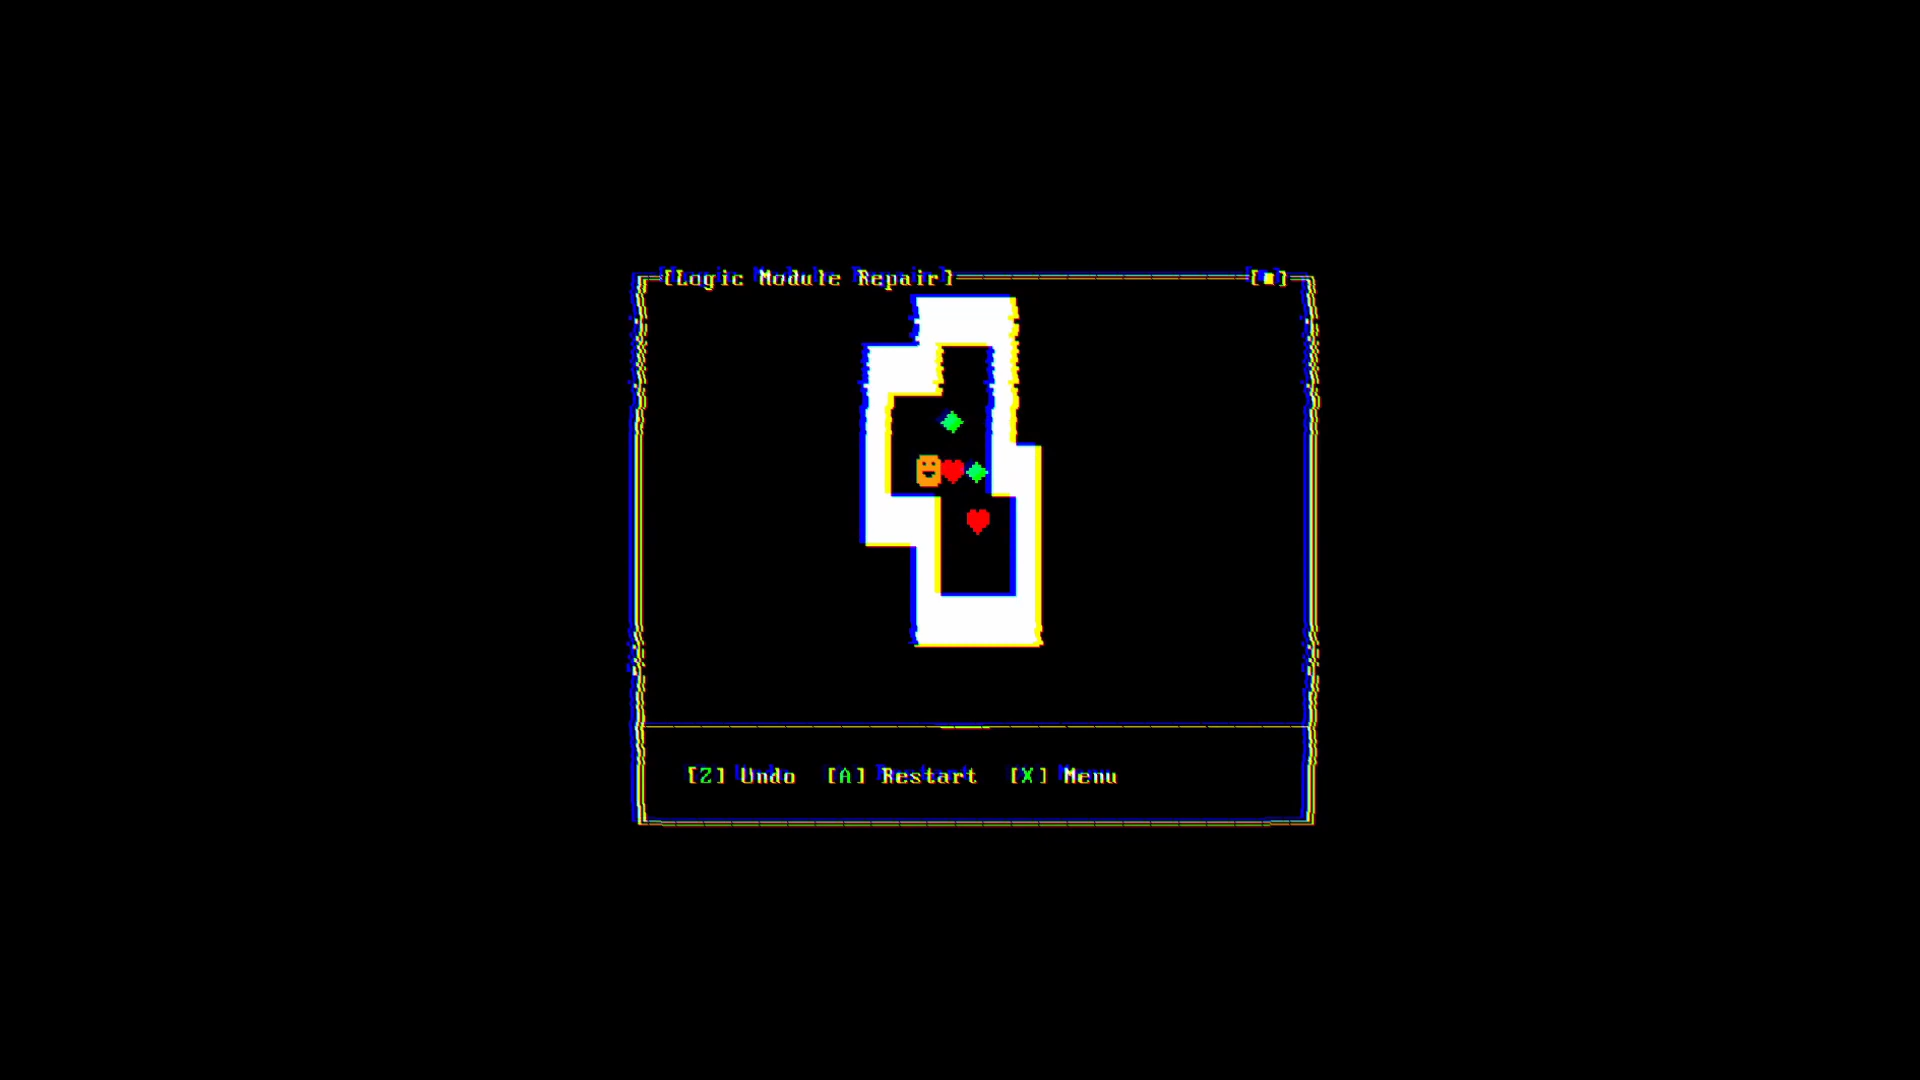 [Logic Module Repair] [■]
[Z] Undo [A] Restart [X] Menu